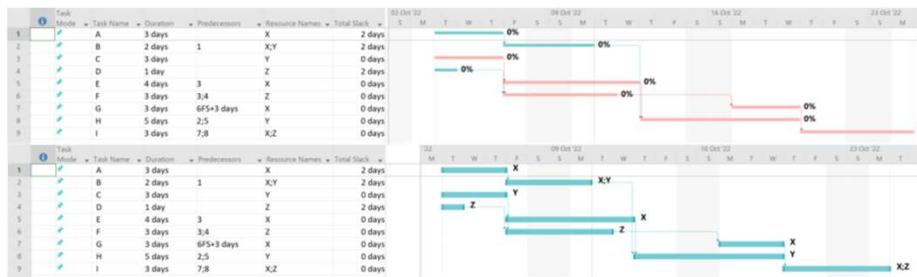 Task
Mode Task Name Duration Predecessors Resource Names Total Slack
02 Oct '22 09 Oct '22 16 Oct '22 23 Oct '22
S M T W T F S S M T W T F S S M T W T F S S M T
1 A 3 days X 2 days 0%
2 B 2 days 1 X;Y 2 days 0%
3 C 3 days Y 0 days 0%
4 D 1 day Z 2 days 0%
5 E 4 days 3 X 0 days 0%
6 F 3 days 3;4 Z 0 days 0%
7 G 3 days 6FS+3 days X 0 days 0%
8 H 5 days 2;5 Y 0 days 0%
9 I 3 days 7;8 X;Z 0 days
Task
Mode Task Name Duration Predecessors Resource Names Total Slack
'22 09 Oct '22 16 Oct '22 23 Oct '22
M T W T F S S M T W T F S S M T W T F S S M T
1 A 3 days X 2 days X
2 B 2 days 1 X;Y 2 days X;Y
3 C 3 days Y 0 days Y
4 D 1 day Z 2 days Z
5 E 4 days 3 X 0 days X
6 F 3 days 3;4 Z 0 days Z
7 G 3 days 6FS+3 days X 0 days X
8 H 5 days 2;5 Y 0 days Y
9 I 3 days 7;8 X;Z 0 days X;Z